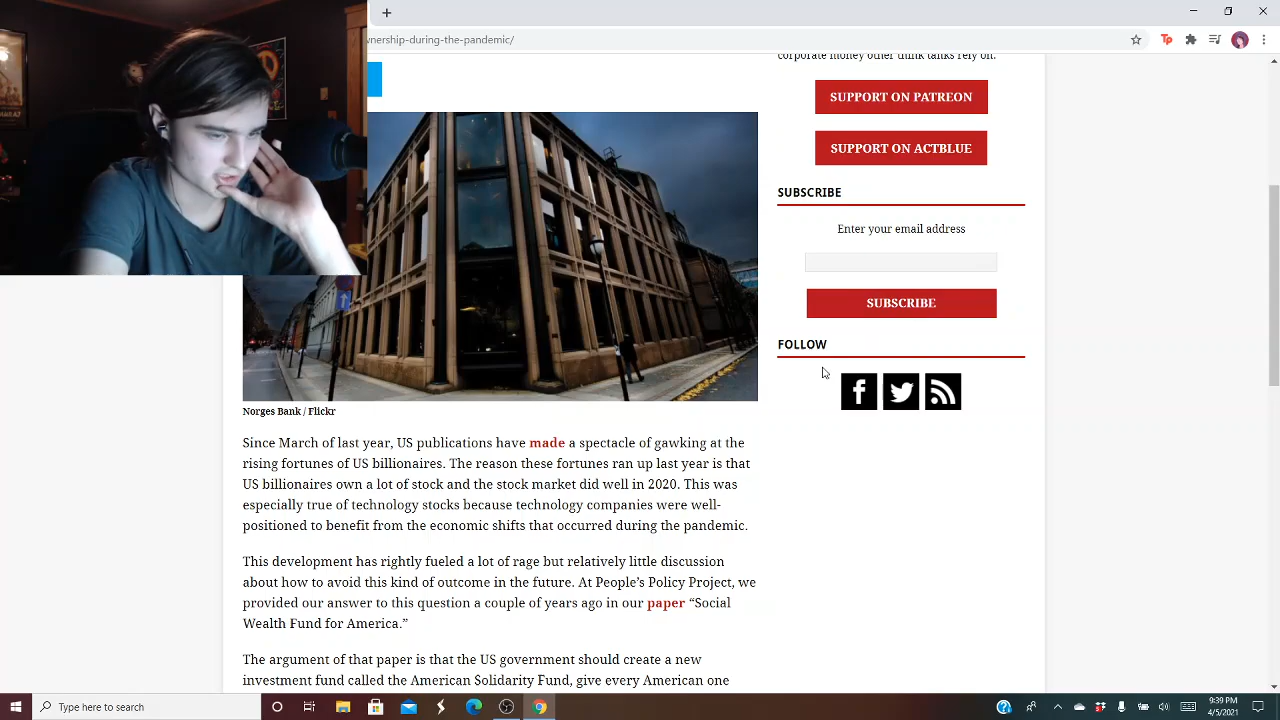 wnership-during-the-pandemic/
corporate money other think tanks rely on.
SUPPORT ON PATREON
SUPPORT ON ACTBLUE
SUBSCRIBE
Enter your email address
SUBSCRIBE
FOLLOW
Norges Bank / Flickr
Since March of last year, US publications have made a spectacle of gawking at the
rising fortunes of US billionaires. The reason these fortunes ran up last year is that
US billionaires own a lot of stock and the stock market did well in 2020. This was
especially true of technology stocks because technology companies were well-
positioned to benefit from the economic shifts that occurred during the pandemic.
This development has rightly fueled a lot of rage but relatively little discussion
about how to avoid this kind of outcome in the future. At People's Policy Project, we
provided our answer to this question a couple of years ago in our paper “Social
Wealth Fund for America.”
The argument of that paper is that the US government should create a new
investment fund called the American Solidarity Fund, give every American one
Type here to search
9:39 PM
4/5/2021